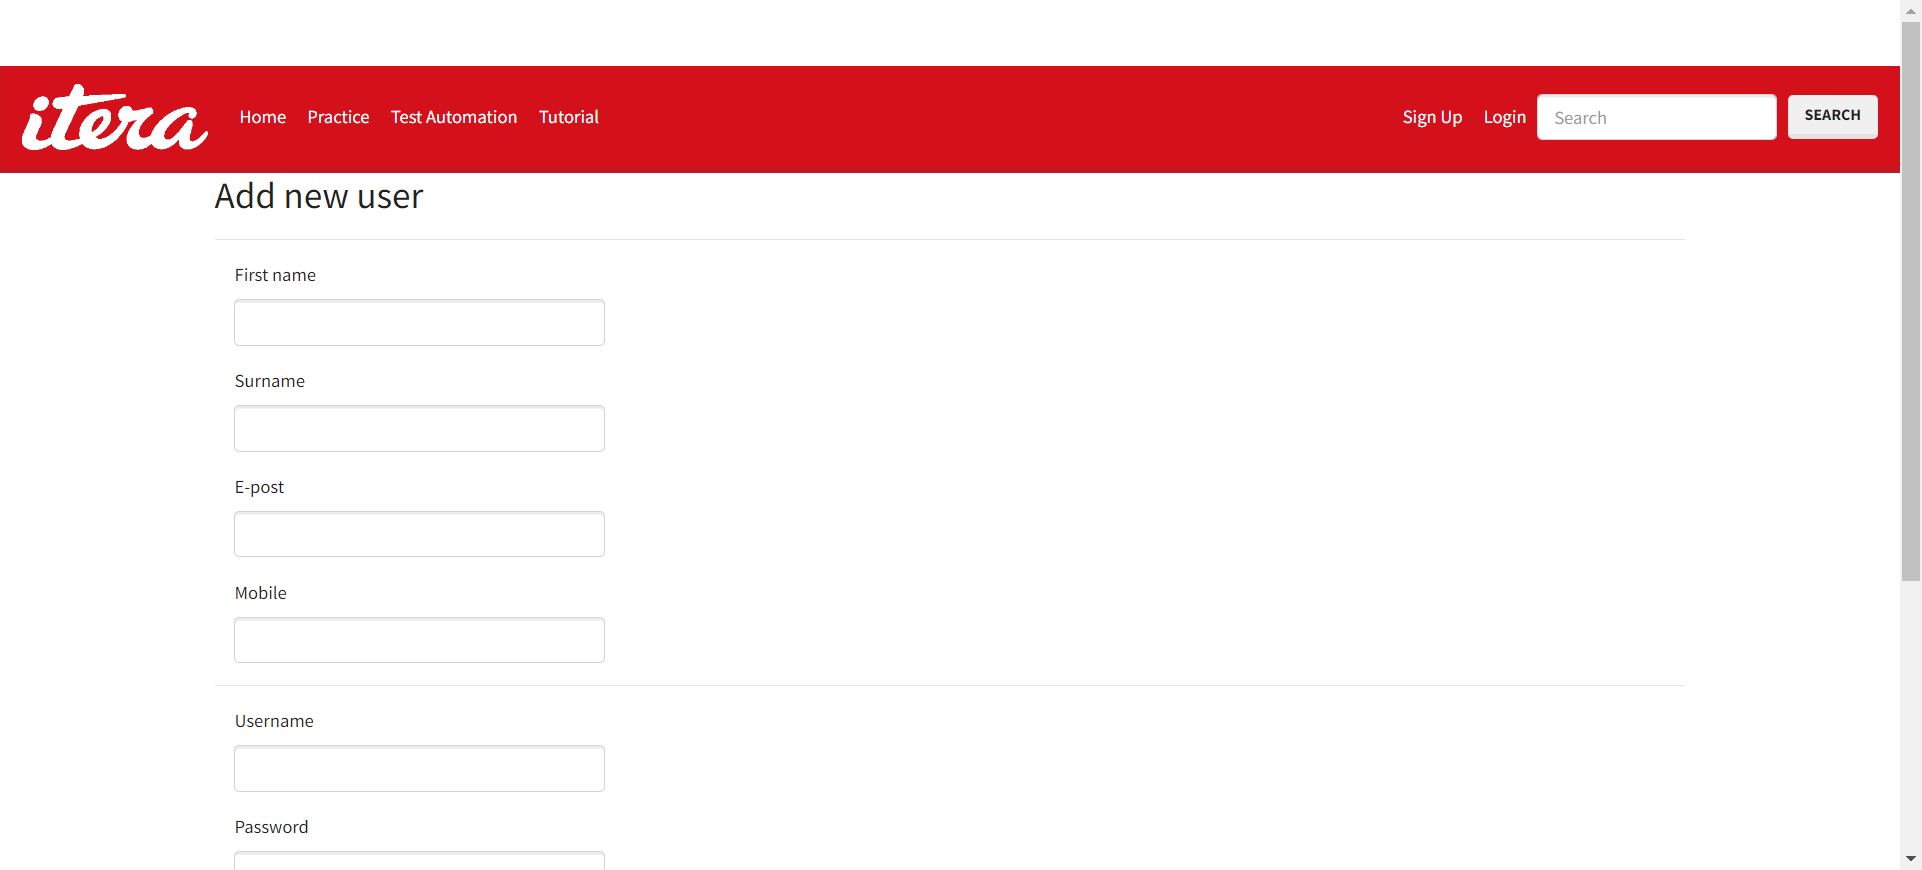 itera Home Practice Test Automation Tutorial Sign Up Login Search SEARCH
Add new user
First name
Surname
E-post
Mobile
Username
Password